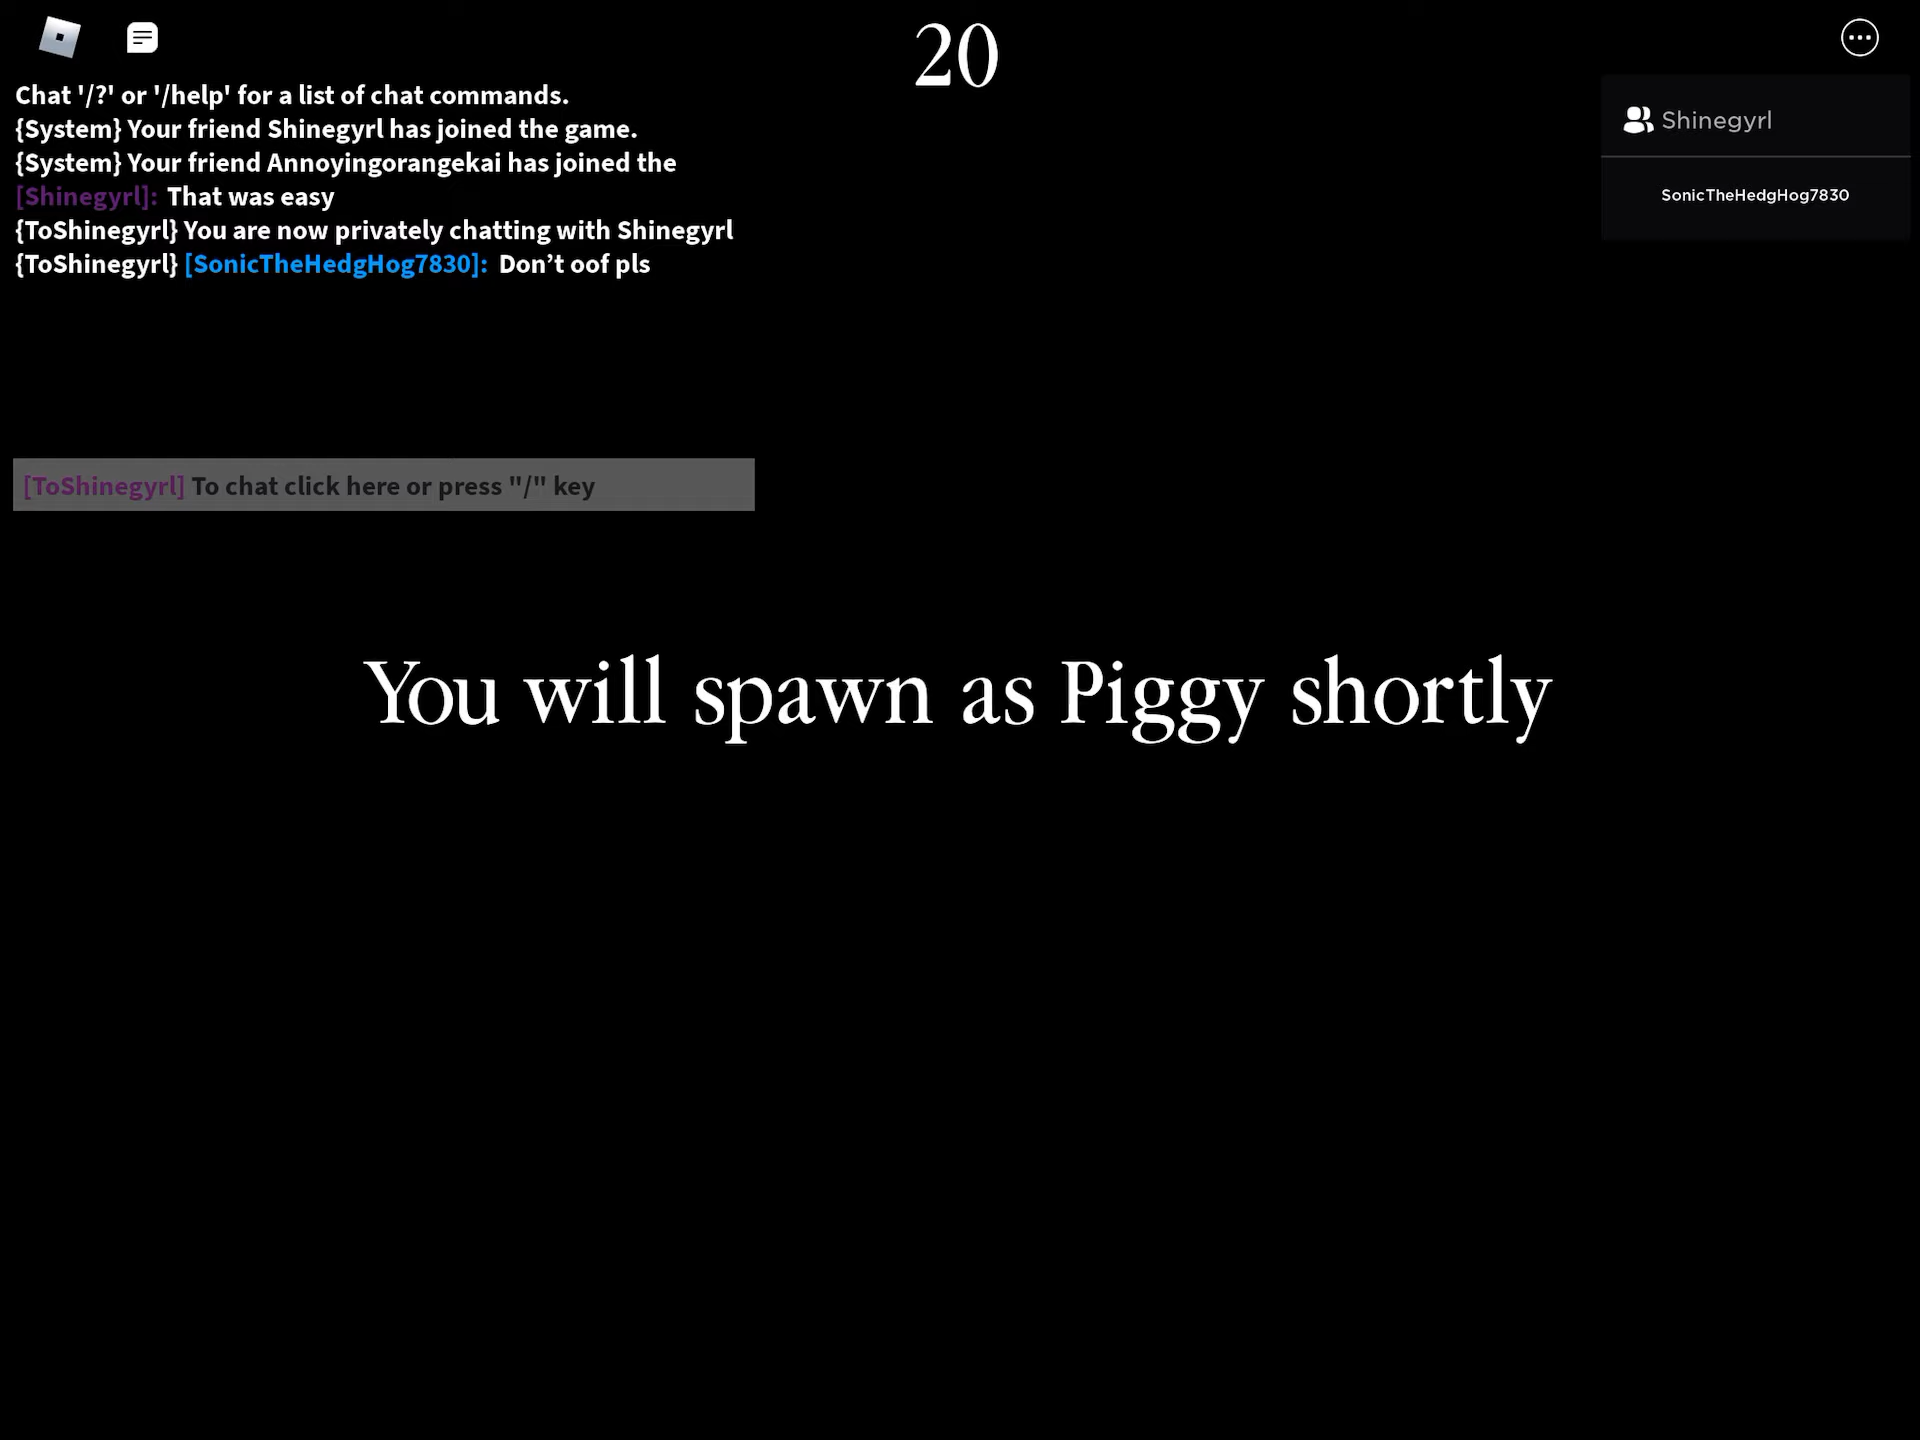 20
Chat '/?' or '/help' for a list of chat commands.
{System} Your friend Shinegyrl has joined the game.
{System} Your friend Annoyingorangekai has joined the
[Shinegyrl]: That was easy
{ToShinegyrl} You are now privately chatting with Shinegyrl
{ToShinegyrl} [SonicTheHedgHog7830]: Don’t oof pls
Shinegyrl
SonicTheHedgHog7830
[ToShinegyrl] To chat click here or press "/" key
You will spawn as Piggy shortly